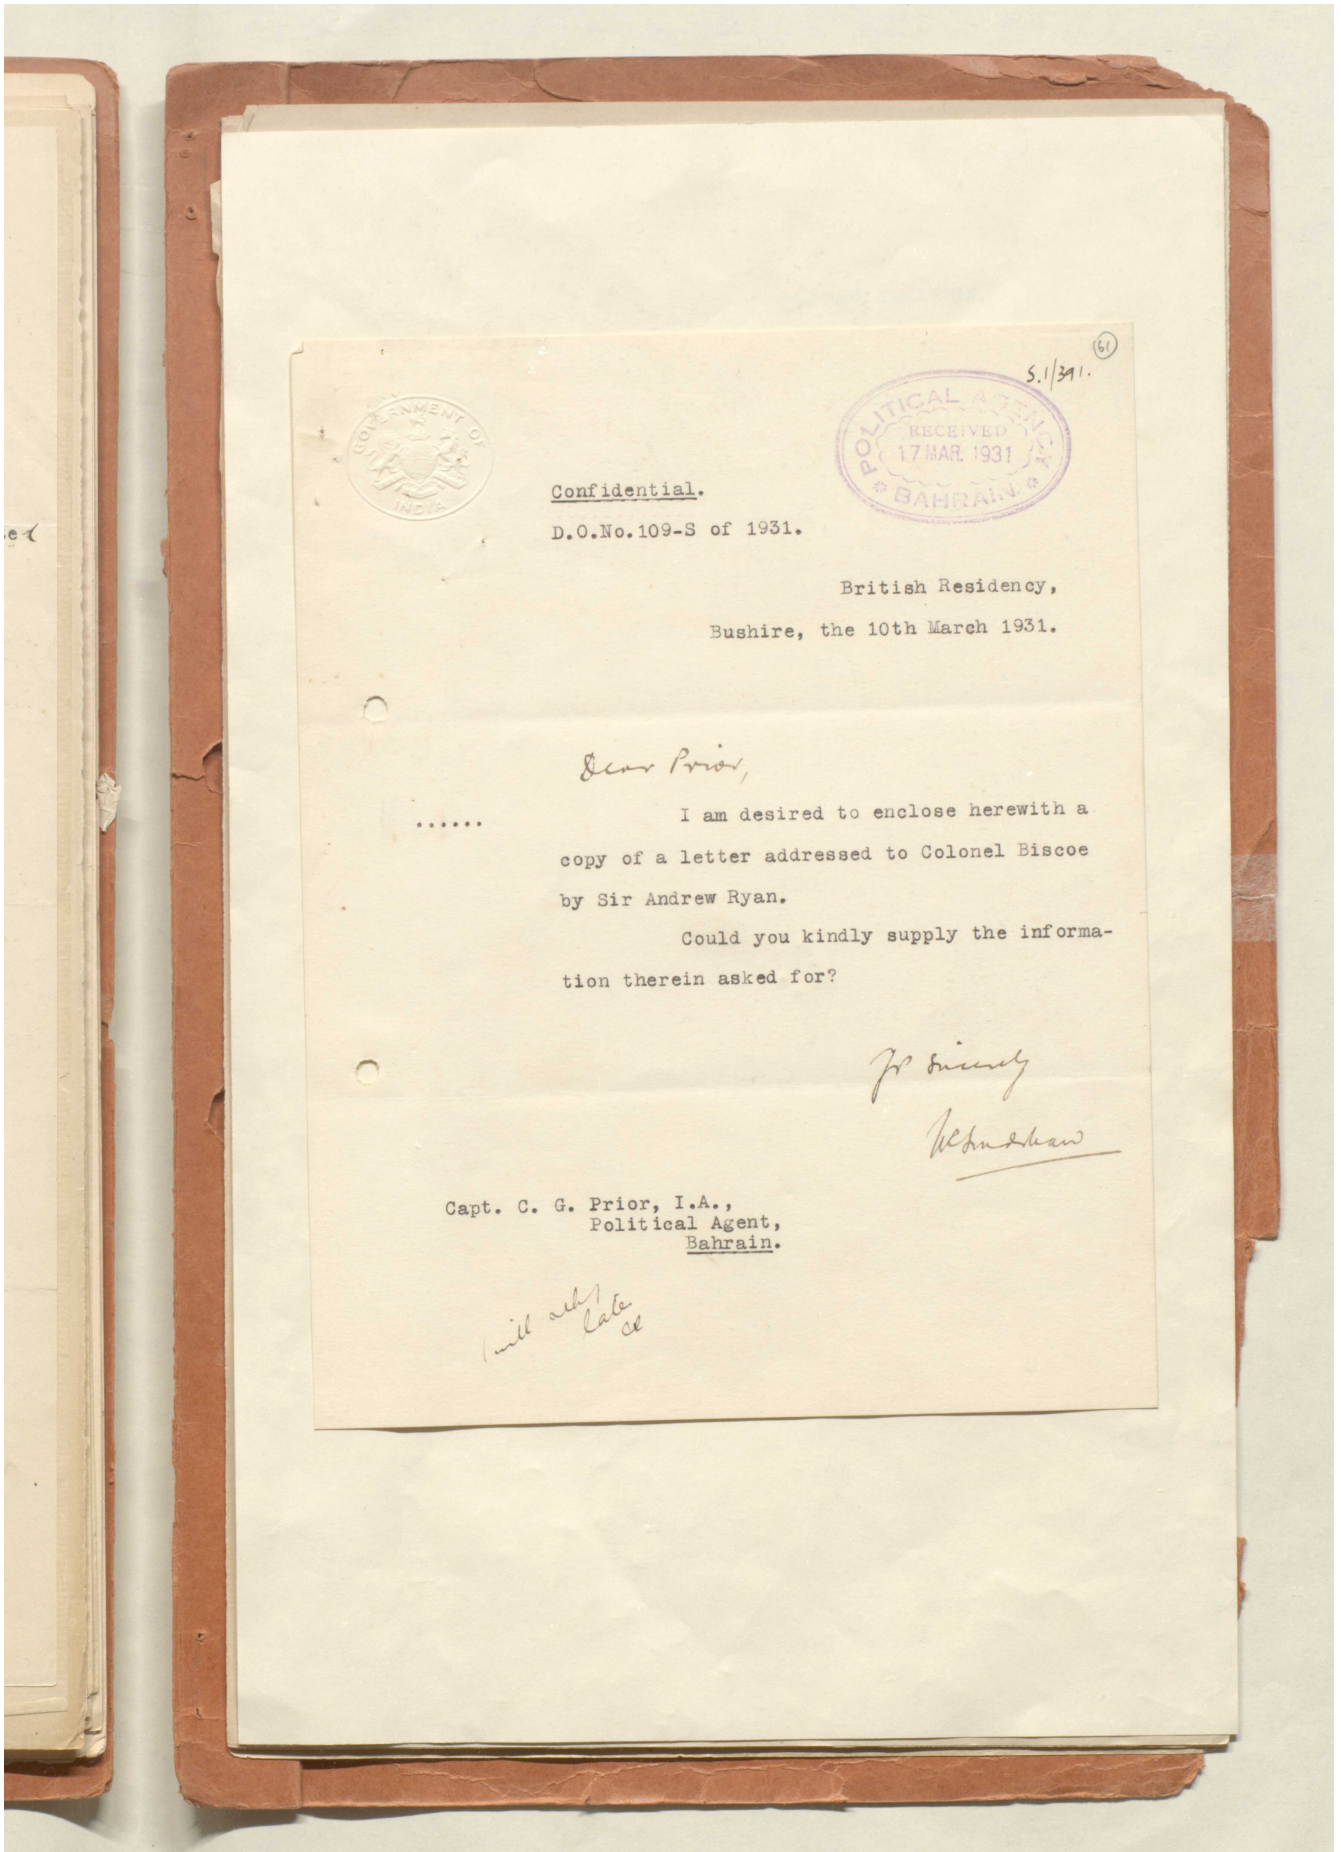 61
S.1/391.
GOVERNMENT OF
INDIA
POLITICAL AGENCY
RECEIVED
17 MAR. 1931
BAHRAIN.
Confidential.
D.O.No.109-S of 1931.
British Residency,
Bushire, the 10th March 1931.
Dear Prior,
......
I am desired to enclose herewith a
copy of a letter addressed to Colonel Biscoe
by Sir Andrew Ryan.
Could you kindly supply the informa-
tion therein asked for?
Yrs sincerely
Capt. C. G. Prior, I.A.,
Political Agent,
Bahrain.
will
late